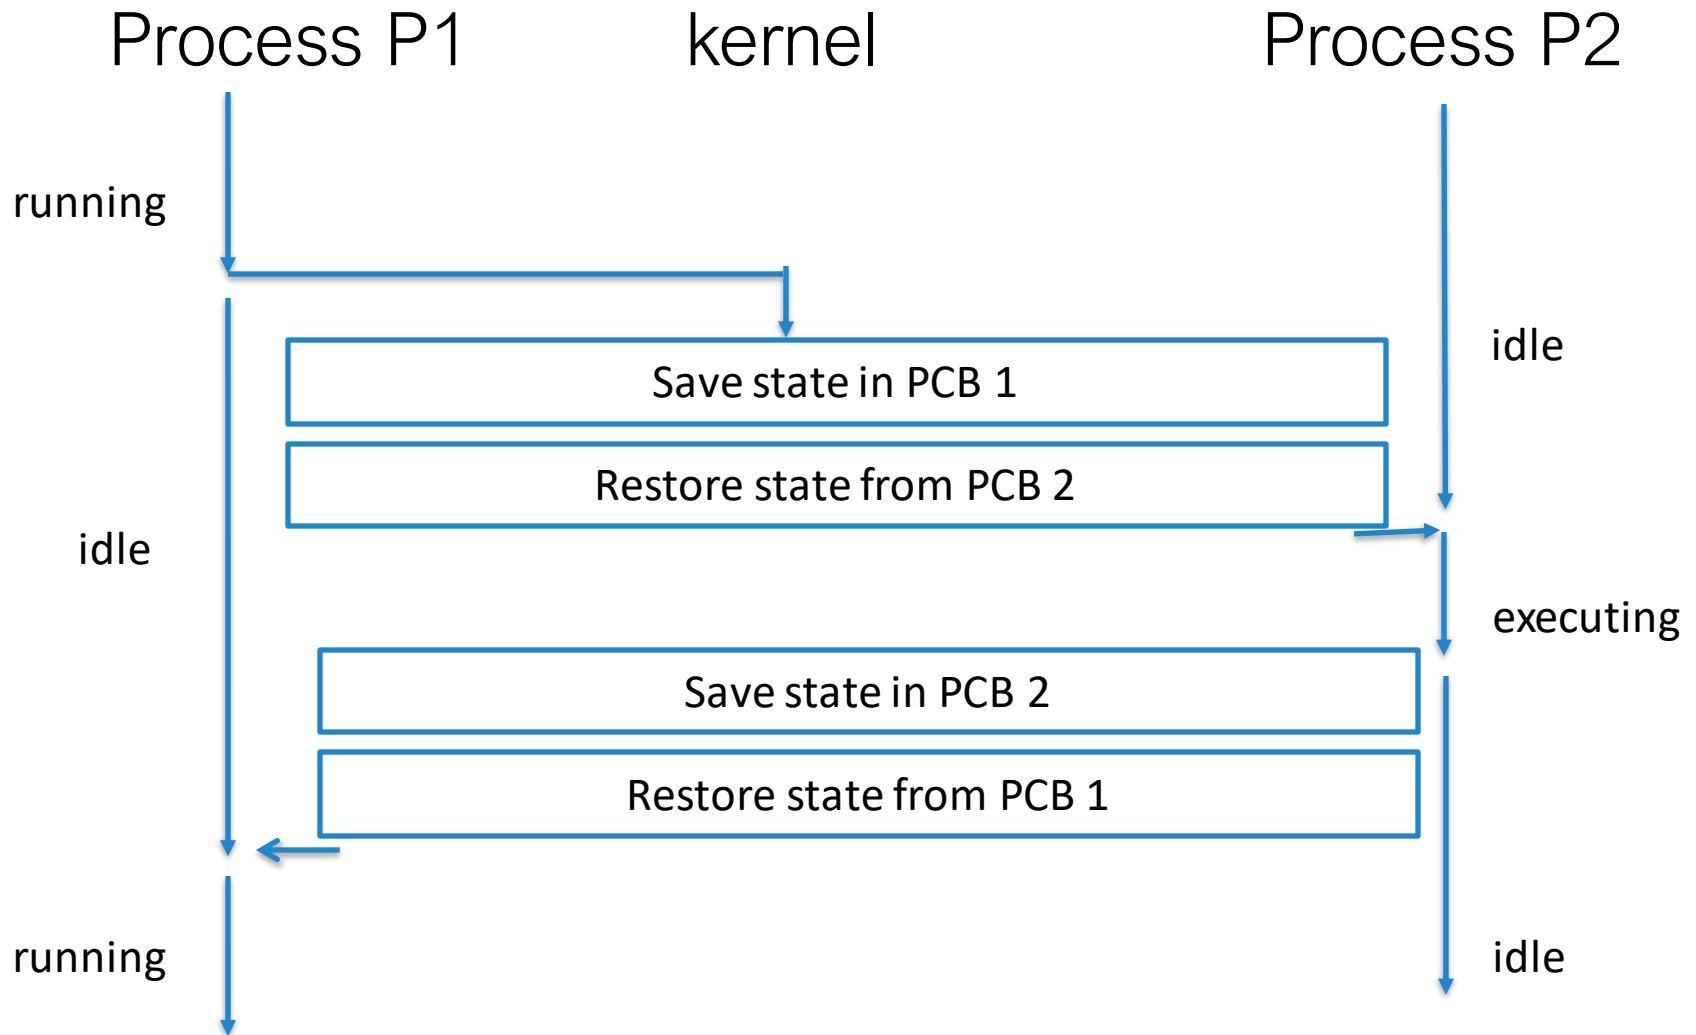 Process P1
kernel
Process P2
running
idle
Save state in PCB 1
Restore state from PCB 2
idle
executing
Save state in PCB 2
Restore state from PCB 1
running
idle